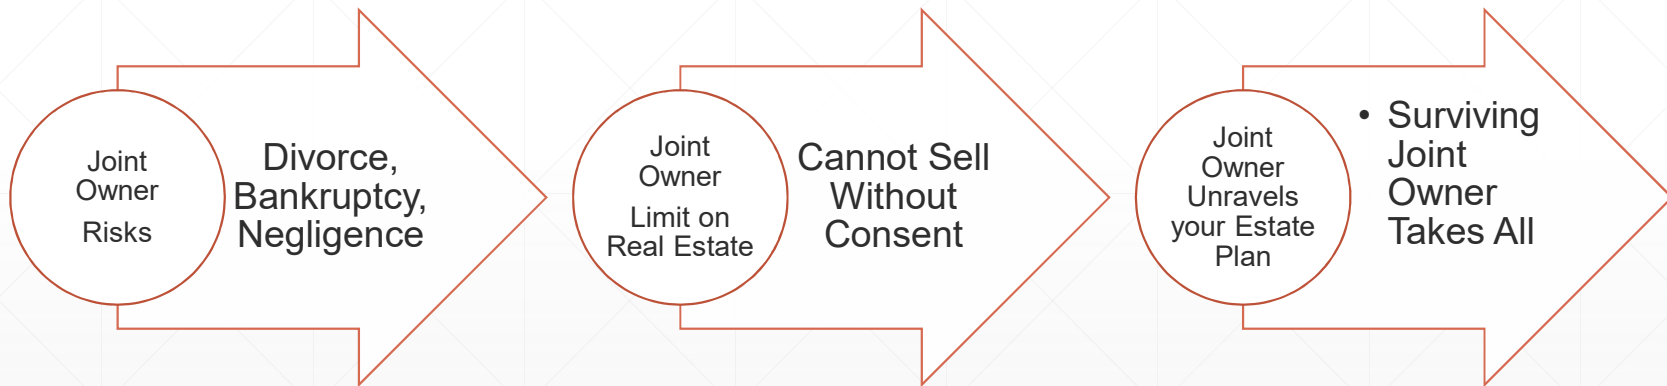 Joint
Owner
Risks
Divorce,
Bankruptcy,
Negligence
Joint
Owner
Limit on
Real Estate
Cannot Sell
Without
Consent
Joint
Owner
Unravels
your Estate
Plan
• Surviving
Joint
Owner
Takes All